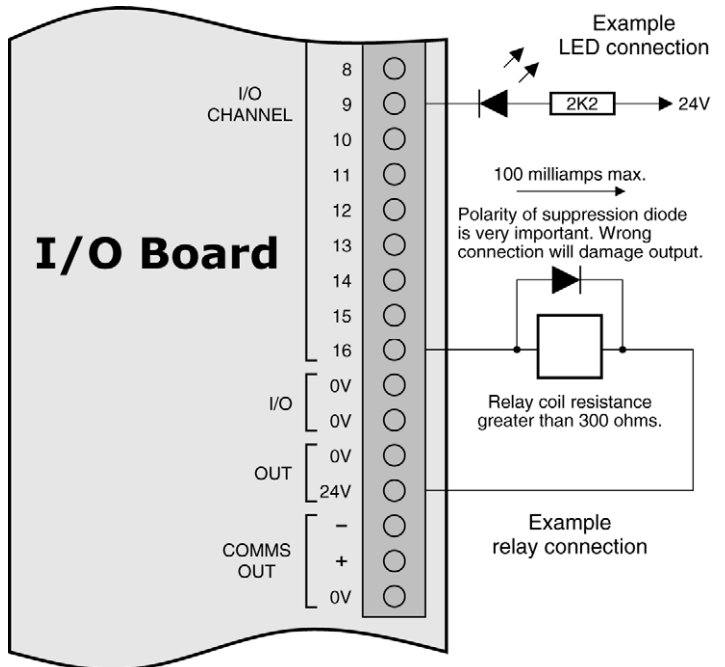 Example
LED connection
8
I/O
CHANNEL
9
2K2
24V
10
11
100 milliamps max.
12
Polarity of suppression diode
is very important. Wrong
connection will damage output.
I/O Board
13
14
15
16
I/O
0V
0V
Relay coil resistance
greater than 300 ohms.
OUT
0V
24V
Example
relay connection
COMMS
OUT
−
+
0V